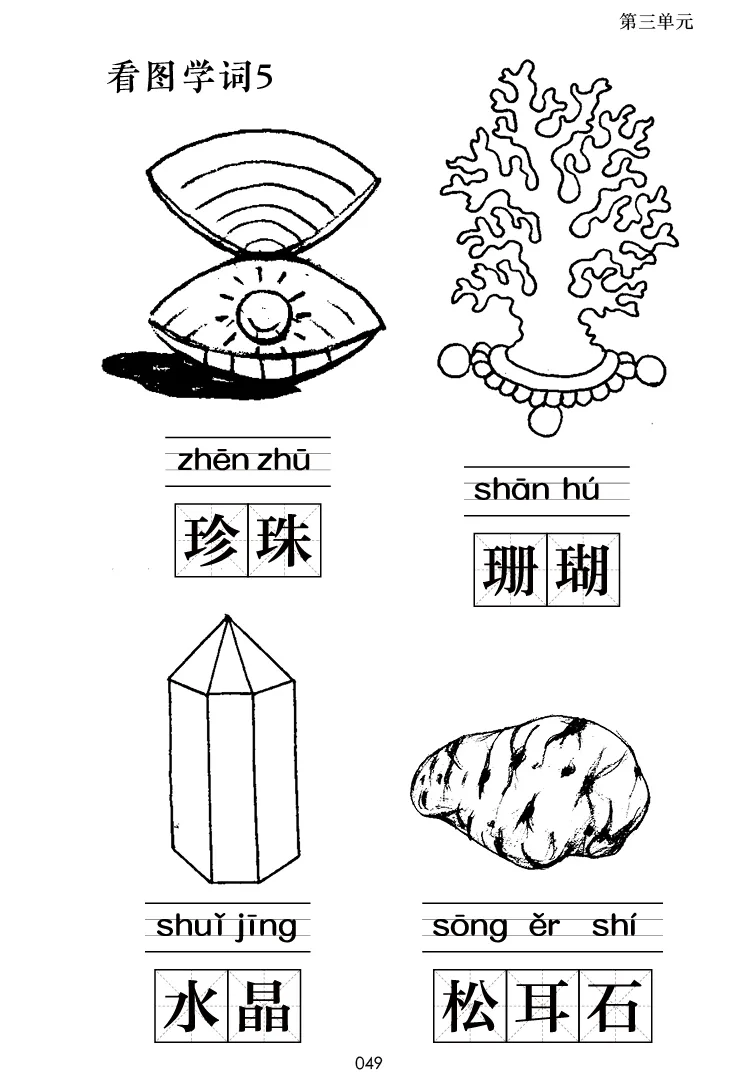 第三单元
看图学词5
zhēn zhū
珍珠
shān hú
珊瑚
shuǐ jīng
水晶
sōng ěr shí
松耳石
049